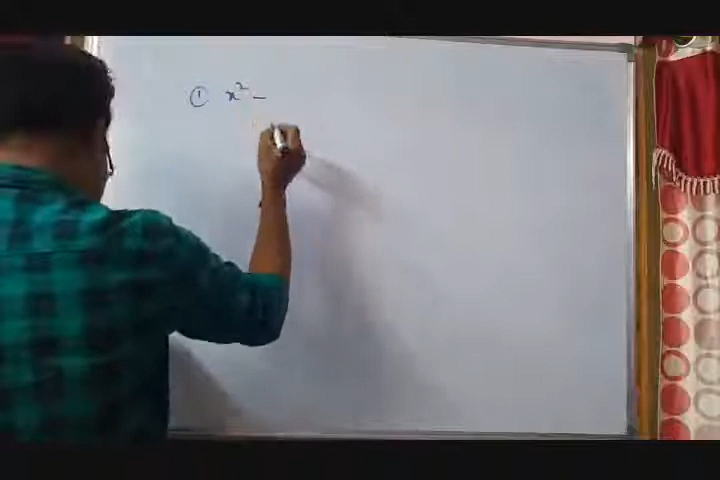 ① x² −